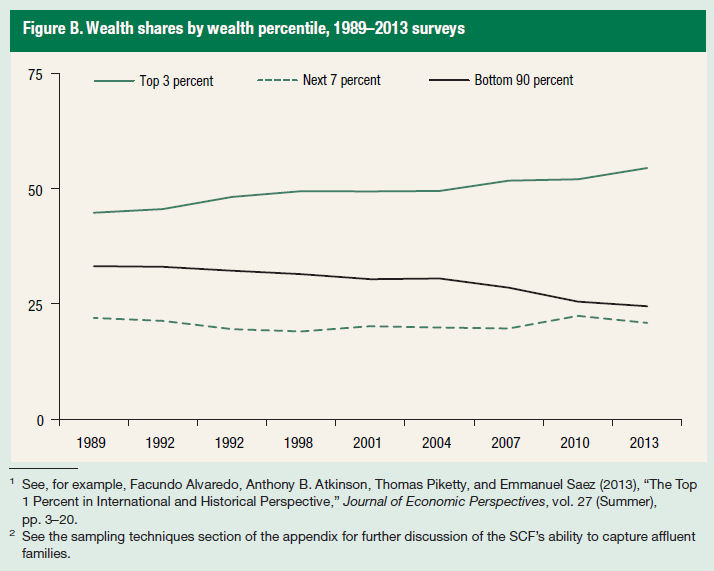 Figure B. Wealth shares by wealth percentile, 1989–2013 surveys
75
Top 3 percent
Next 7 percent
Bottom 90 percent
50
25
0
1989 1992 1992 1998 2001 2004 2007 2010 2013
1 See, for example, Facundo Alvaredo, Anthony B. Atkinson, Thomas Piketty, and Emmanuel Saez (2013), “The Top
1 Percent in International and Historical Perspective,” Journal of Economic Perspectives, vol. 27 (Summer),
pp. 3–20.
2 See the sampling techniques section of the appendix for further discussion of the SCF’s ability to capture affluent
families.